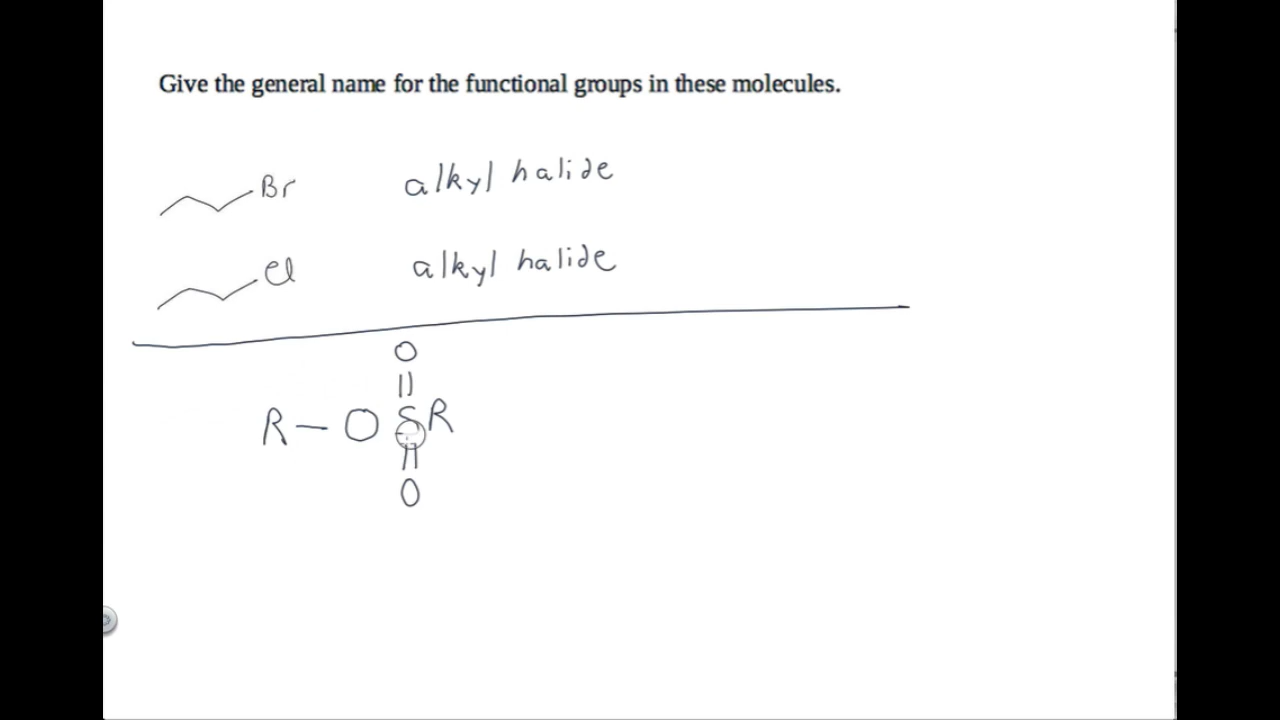 Give the general name for the functional groups in these molecules.
Br alkyl halide
Cl alkyl halide
O
||
R — O S R
||
O